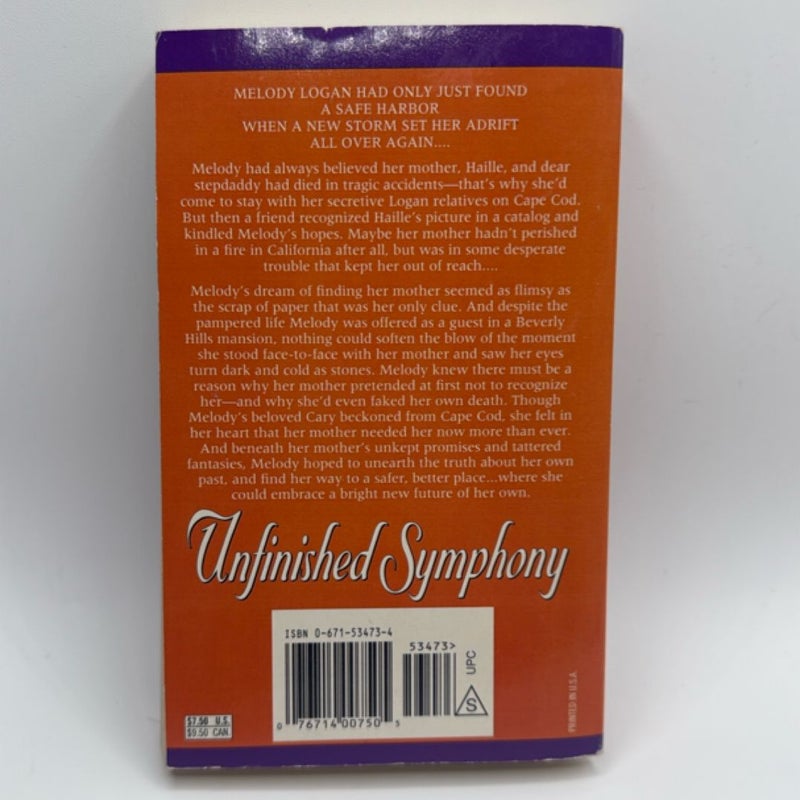 MELODY LOGAN HAD ONLY JUST FOUND
A SAFE HARBOR
WHEN A NEW STORM SET HER ADRIFT
ALL OVER AGAIN....
Melody had always believed her mother, Haille, and dear
stepdaddy had died in tragic accidents—that's why she'd
come to stay with her secretive Logan relatives on Cape Cod.
But then a friend recognized Haille's picture in a catalog and
kindled Melody's hopes. Maybe her mother hadn't perished
in a fire in California after all, but was in some desperate
trouble that kept her out of reach....
Melody's dream of finding her mother seemed as flimsy as
the scrap of paper that was her only clue. And despite the
pampered life Melody was offered as a guest in a Beverly
Hills mansion, nothing could soften the blow of the moment
she stood face-to-face with her mother and saw her eyes
turn dark and cold as stones. Melody knew there must be a
reason why her mother pretended at first not to recognize
her—and why she'd even faked her own death. Though
Melody's beloved Cary beckoned from Cape Cod, she felt in
her heart that her mother needed her now more than ever.
And beneath her mother's unkept promises and tattered
fantasies, Melody hoped to unearth the truth about her own
past, and find her way to a safer, better place...where she
could embrace a bright new future of her own.
Unfinished Symphony
ISBN 0-671-53473-4
53473>
UPC
S
0 76714 00750 5
$7.50 U.S.
$9.50 CAN
PRINTED IN U.S.A.